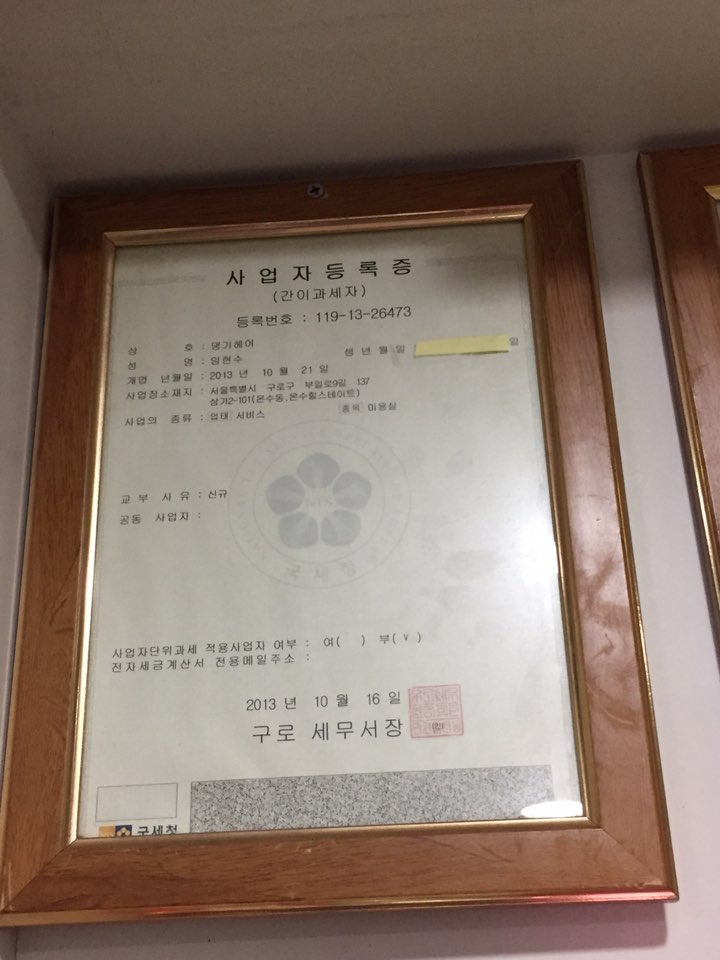 사업자등록증
(간이과세자)
등록번호 : 119-13-26473
상 호 : 댕기헤어
성 명 : 임현수 생년월일 : 일
개업 년월일 : 2013 년 10 월 21 일
사업장소재지 : 서울특별시 구로구 부일로9길 137
상가2-101(온수동,온수힐스테이트)
사업의 종류 : 업태 서비스 종목 미용실
교부 사유 : 신규
공동 사업자 :
국세청
사업자단위과세 적용사업자 여부 : 여( ) 부( v )
전자세금계산서 전용메일주소 :
2013 년 10 월 16 일
구로 세무서장
국세청